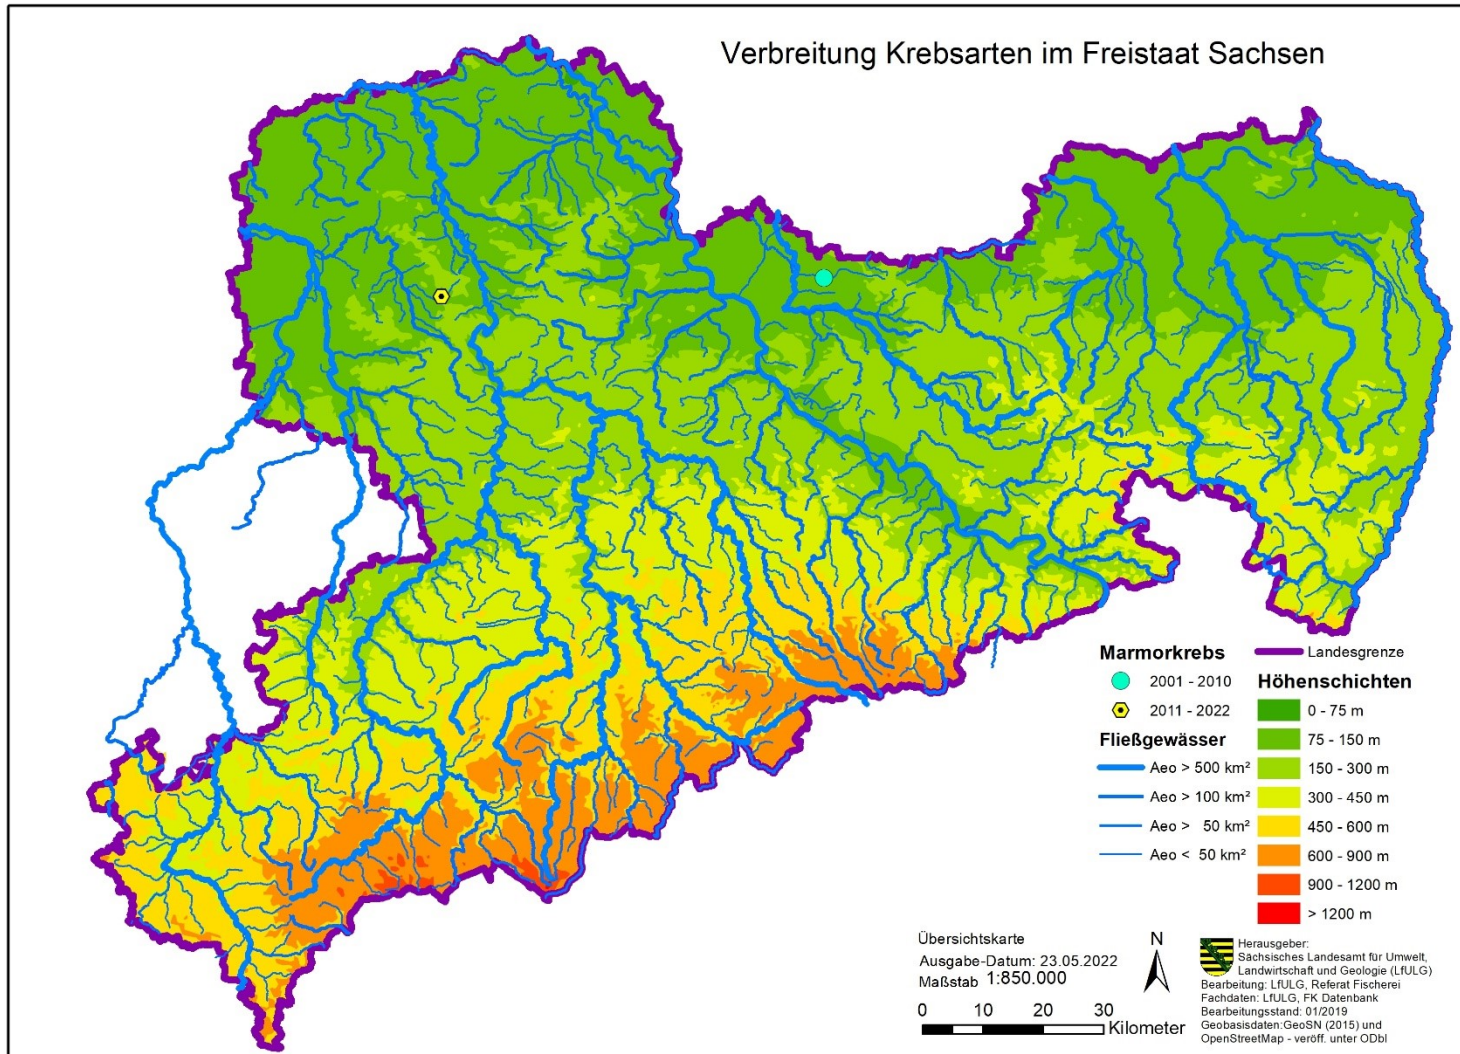 Verbreitung Krebsarten im Freistaat Sachsen
Marmorkrebs
2001 - 2010
2011 - 2022
Fließgewässer
Aeo > 500 km²
Aeo > 100 km²
Aeo > 50 km²
Aeo < 50 km²
Landesgrenze
Höhenschichten
0 - 75 m
75 - 150 m
150 - 300 m
300 - 450 m
450 - 600 m
600 - 900 m
900 - 1200 m
> 1200 m
Übersichtskarte
Ausgabe-Datum: 23.05.2022
Maßstab 1:850.000
0 10 20 30 Kilometer
N
Herausgeber:
Sächsisches Landesamt für Umwelt,
Landwirtschaft und Geologie (LfULG)
Bearbeitung: LfULG, Referat Fischerei
Fachdaten: LfULG, FK Datenbank
Bearbeitungsstand: 01/2019
Geobasisdaten:GeoSN (2015) und
OpenStreetMap - veröff. unter ODbl